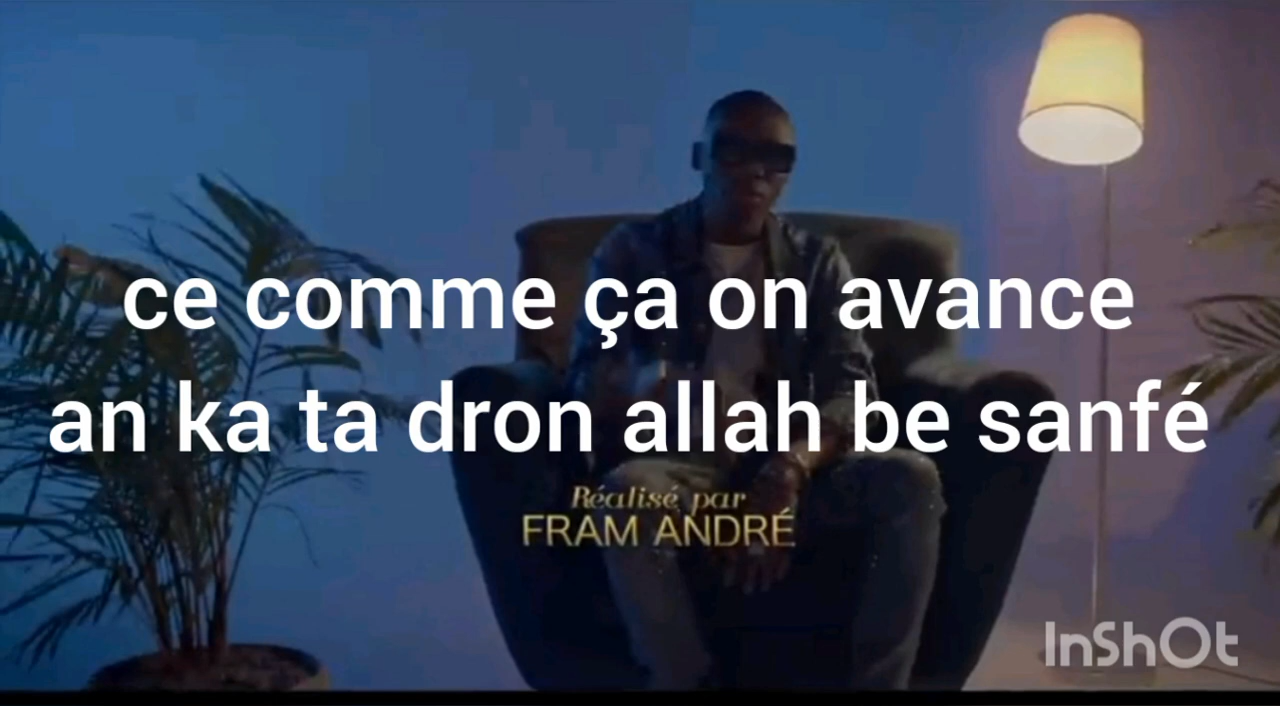 ce comme ça on avance
an ka ta dron allah be sanfé
Réalisé par
FRAM ANDRÉ
InShOt